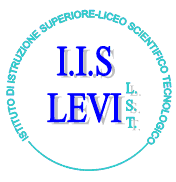 ISTITUTO DI ISTRUZIONE SUPERIORE-LICEO SCIENTIFICO TECNOLOGICO
I.I.S
LEVI
L.
S.
T.